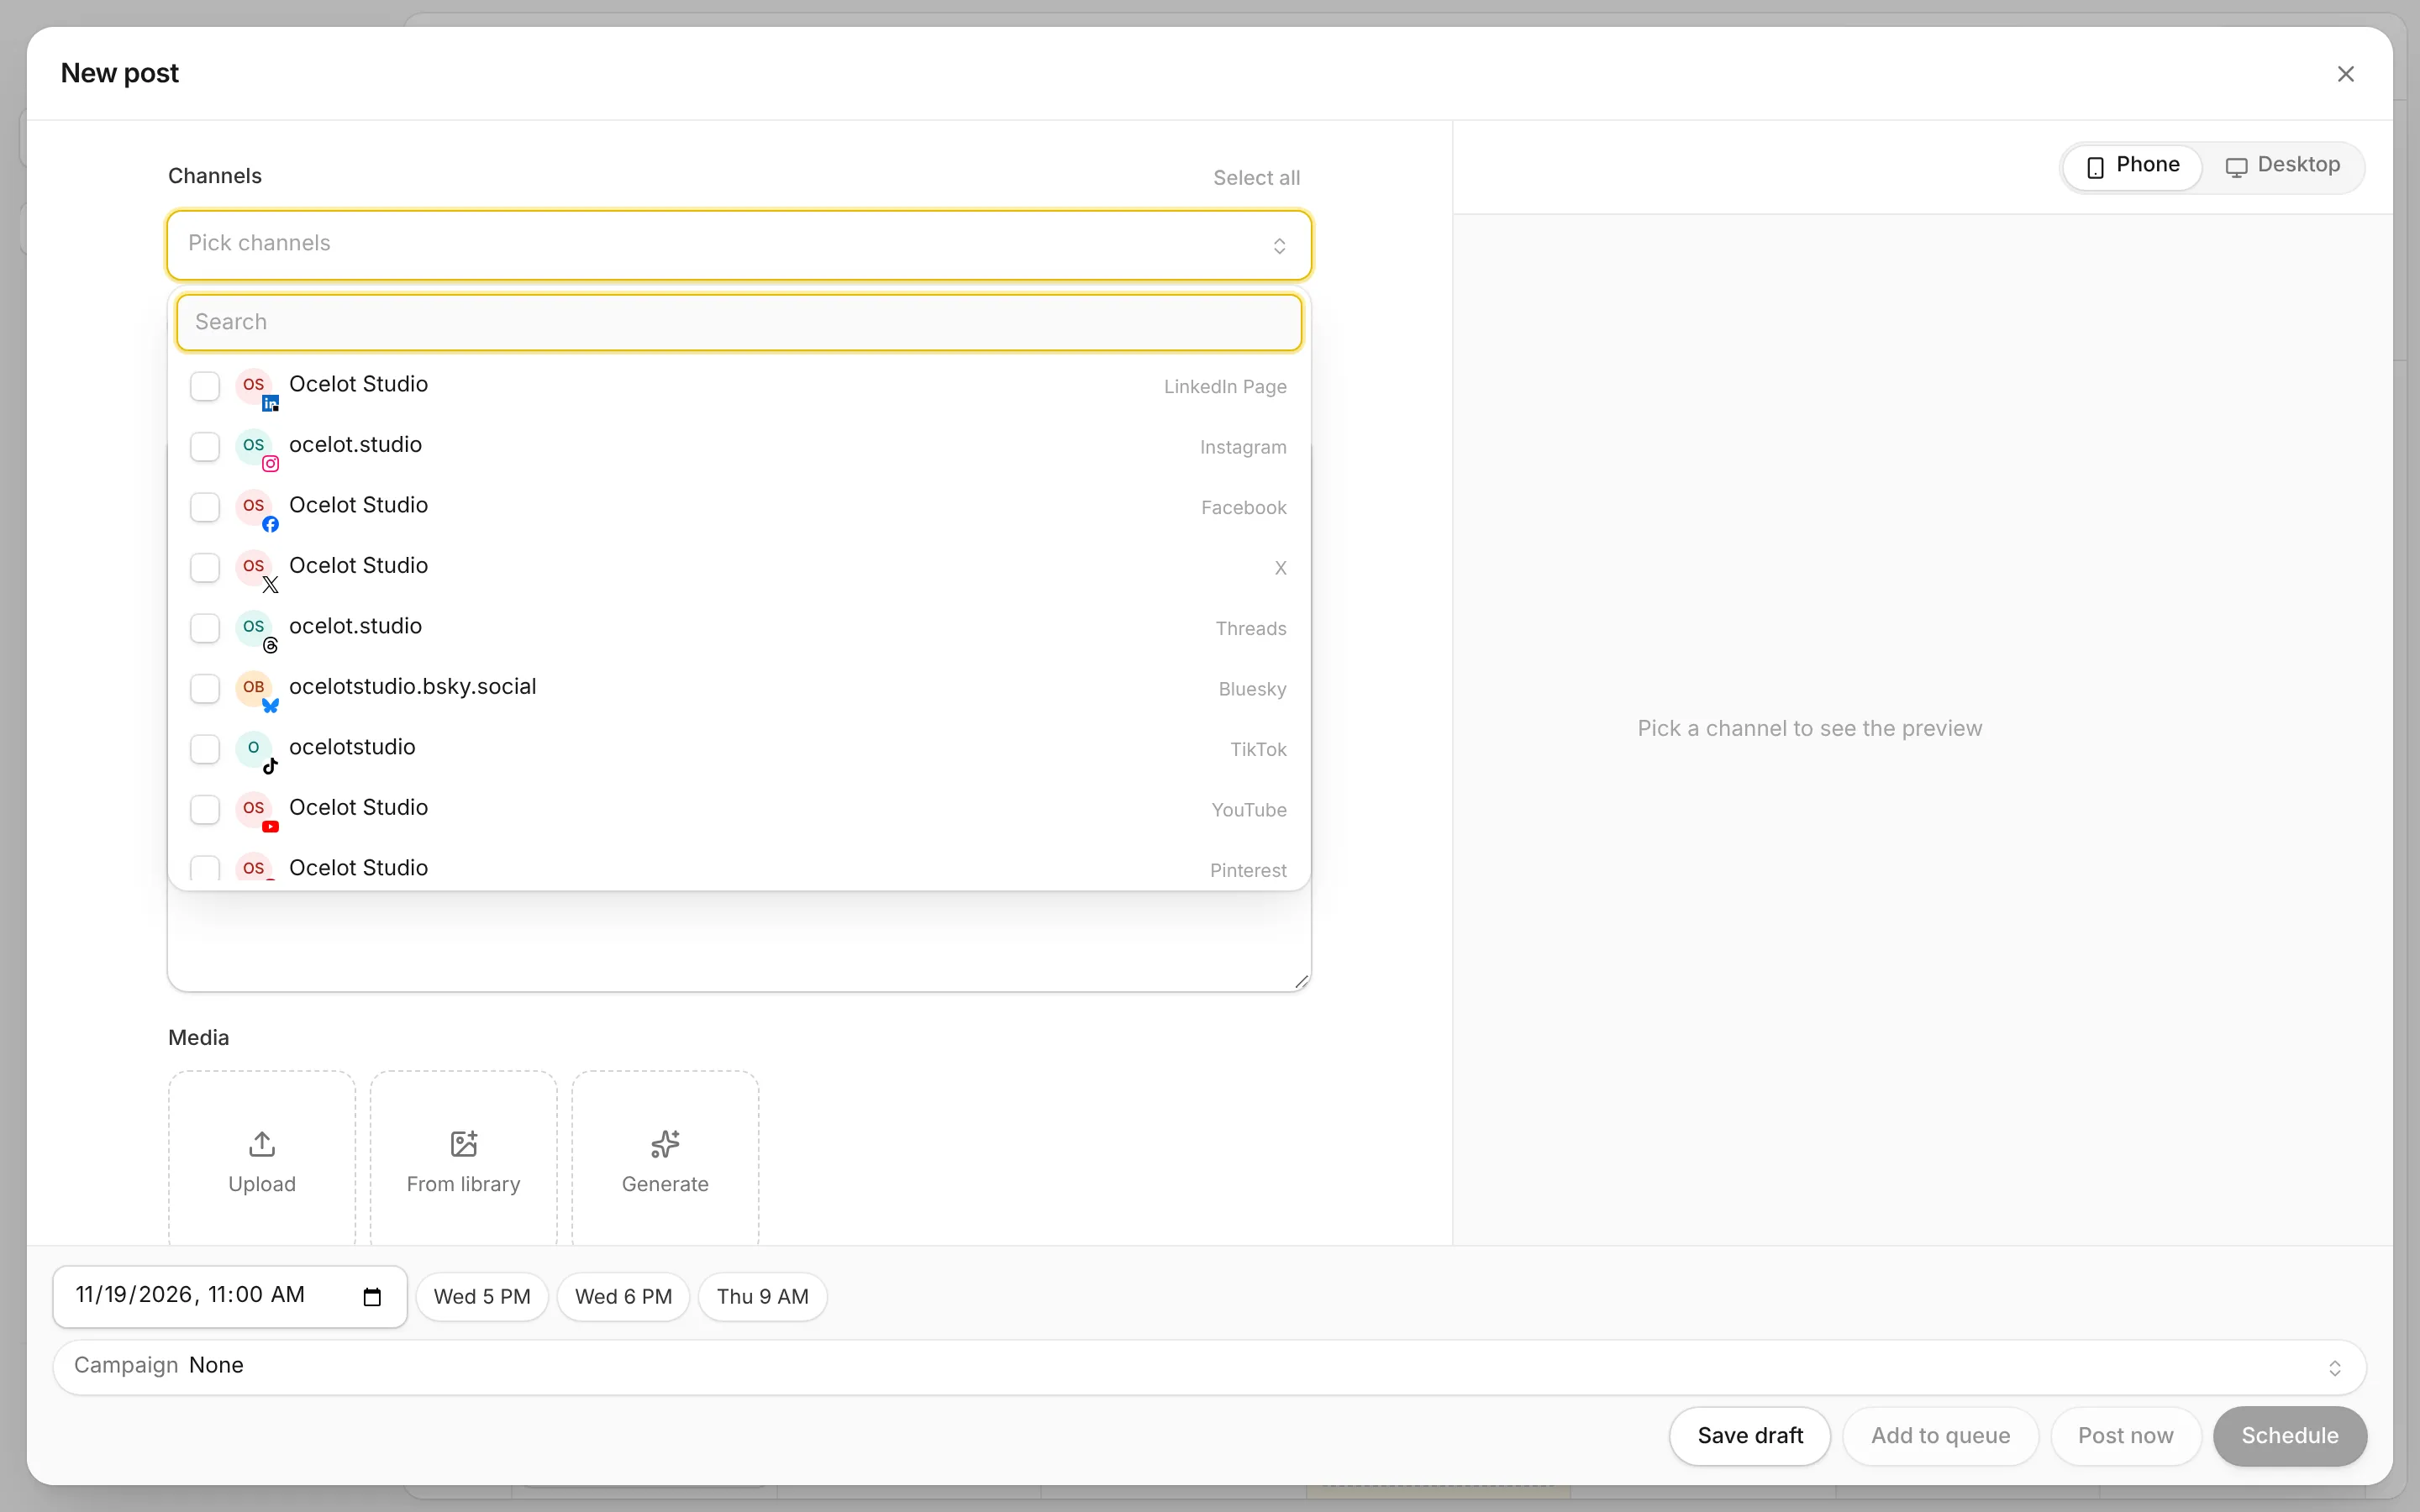 New post
Channels
Select all
Pick channels
Search
OS Ocelot Studio LinkedIn Page
OS ocelot.studio Instagram
OS Ocelot Studio Facebook
OS Ocelot Studio X
OS ocelot.studio Threads
OB ocelotstudio.bsky.social Bluesky
O ocelotstudio TikTok
OS Ocelot Studio YouTube
OS Ocelot Studio Pinterest
Media
Upload
From library
Generate
Phone
Desktop
Pick a channel to see the preview
11/19/2026, 11:00 AM
Wed 5 PM
Wed 6 PM
Thu 9 AM
Campaign None
Save draft
Add to queue
Post now
Schedule